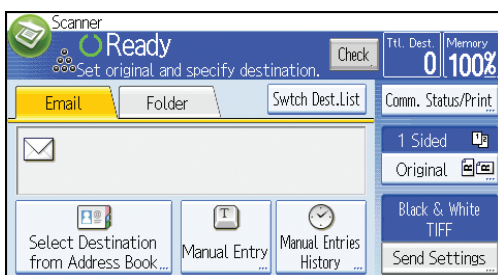 Scanner
Ready
Set original and specify destination.
Check
Ttl. Dest.
0
Memory
100%
Email
Folder
Swtch Dest.List
Comm. Status/Print
1 Sided
Original
Black & White
TIFF
Select Destination
from Address Book...
T
Manual Entry
...
Manual Entries
History
...
Send Settings
...